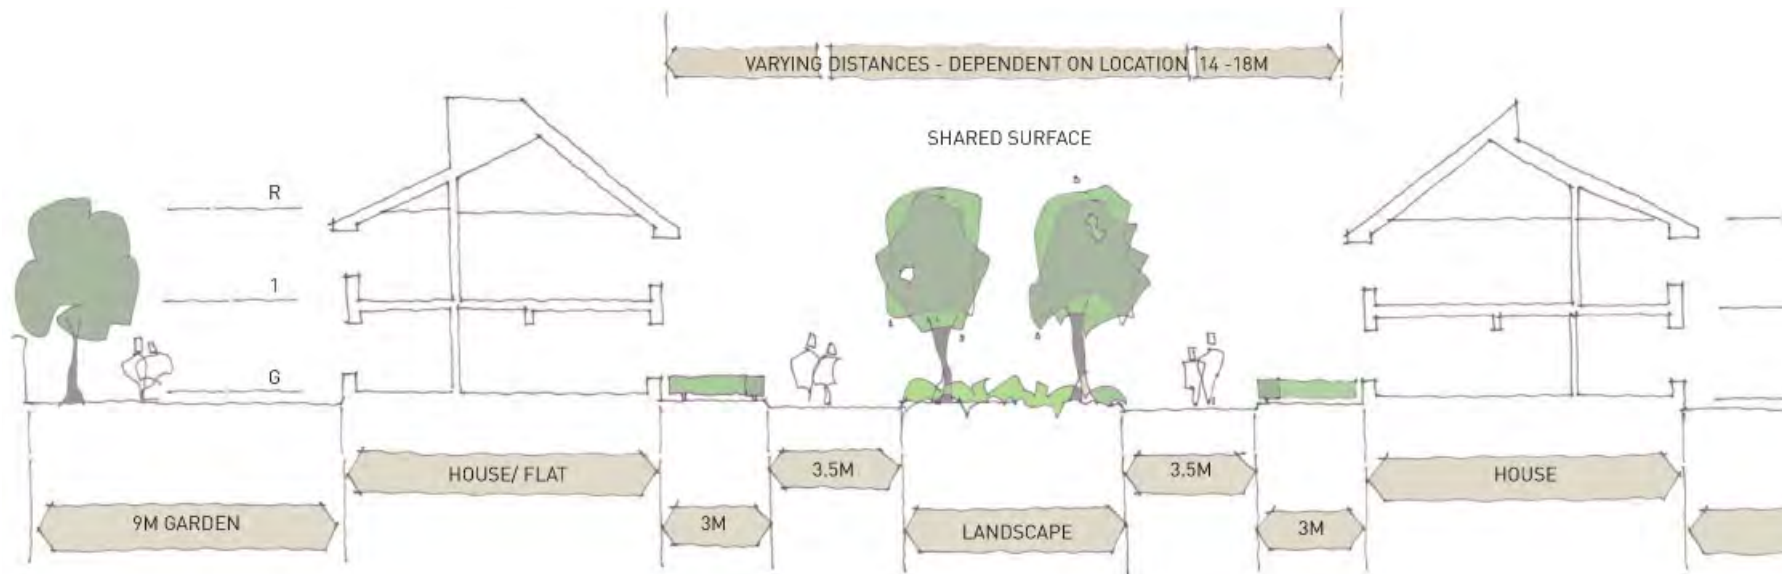 VARYING DISTANCES - DEPENDENT ON LOCATION 14 -18M
SHARED SURFACE
R
1
G
HOUSE/ FLAT
3.5M
3.5M
HOUSE
9M GARDEN
3M
LANDSCAPE
3M